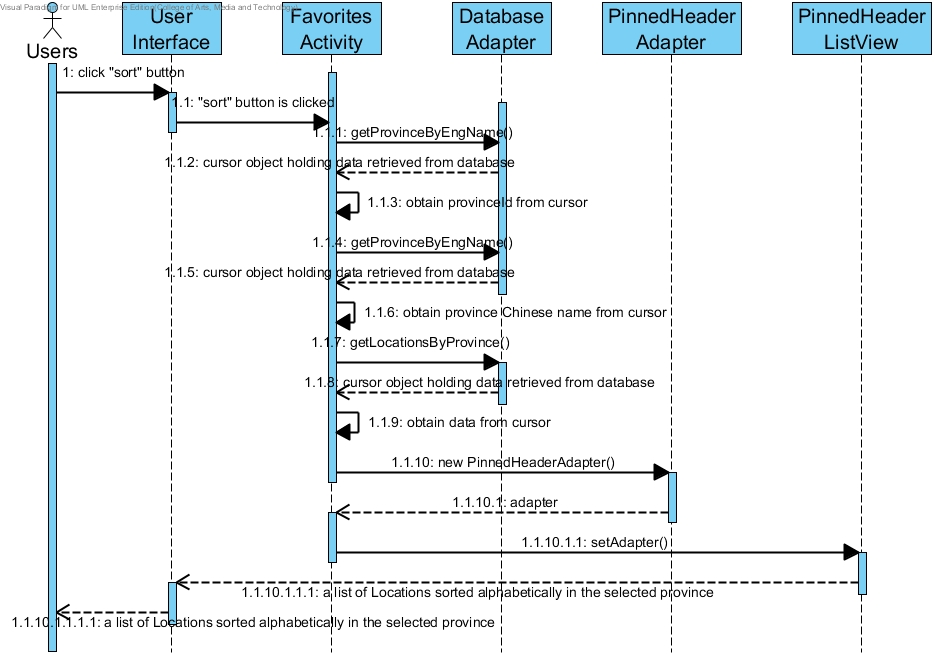 Visual Paradigm for UML Enterprise Edition(College of Arts, Media and Technology)
Users
User
Interface
Favorites
Activity
Database
Adapter
PinnedHeader
Adapter
PinnedHeader
ListView
1: click "sort" button
1.1: "sort" button is clicked
1.1.1: getProvinceByEngName()
1.1.2: cursor object holding data retrieved from database
1.1.3: obtain provinceId from cursor
1.1.4: getProvinceByEngName()
1.1.5: cursor object holding data retrieved from database
1.1.6: obtain province Chinese name from cursor
1.1.7: getLocationsByProvince()
1.1.8: cursor object holding data retrieved from database
1.1.9: obtain data from cursor
1.1.10: new PinnedHeaderAdapter()
1.1.10.1: adapter
1.1.10.1.1: setAdapter()
1.1.10.1.1.1: a list of Locations sorted alphabetically in the selected province
1.1.10.1.1.1.1: a list of Locations sorted alphabetically in the selected province